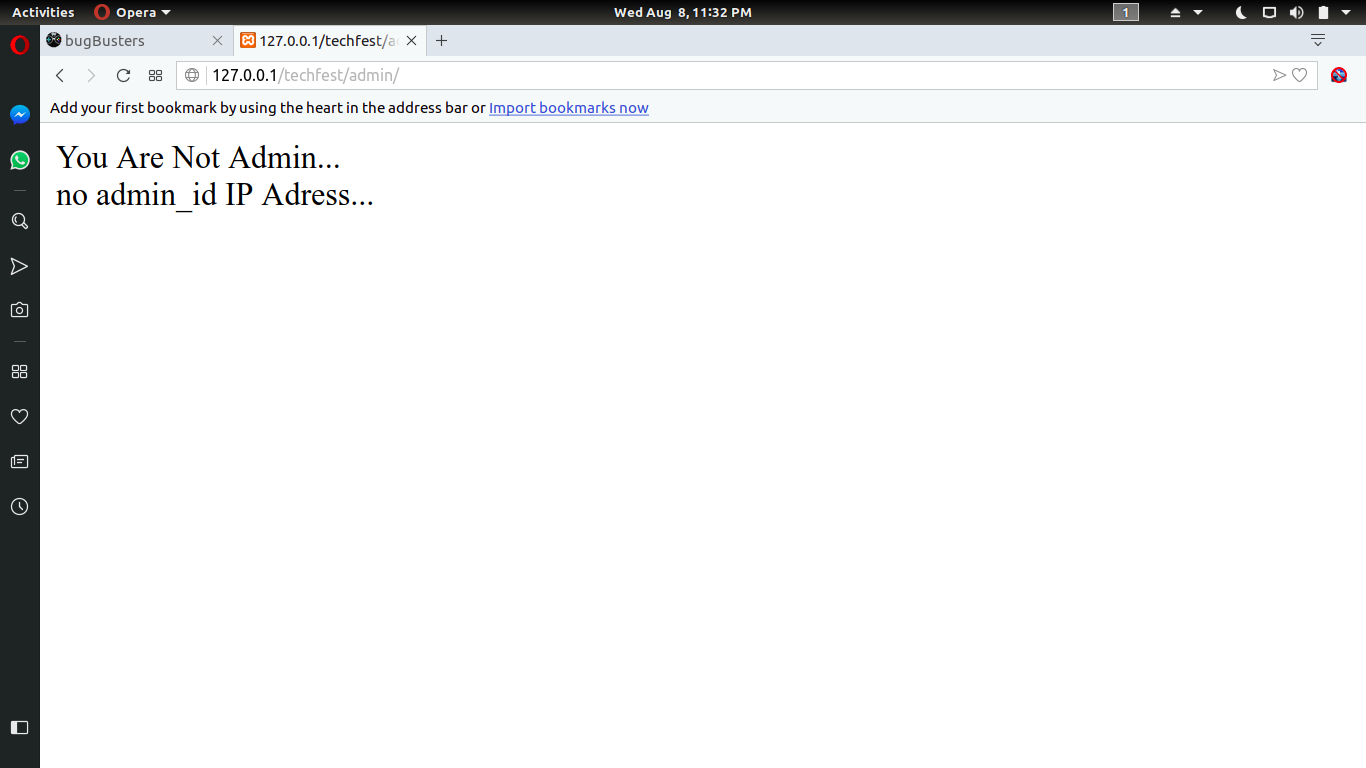 Activities Opera Wed Aug 8, 11:32 PM 1
bugBusters 127.0.0.1/techfest/a
127.0.0.1/techfest/admin/
Add your first bookmark by using the heart in the address bar or Import bookmarks now
You Are Not Admin...
no admin_id IP Adress...